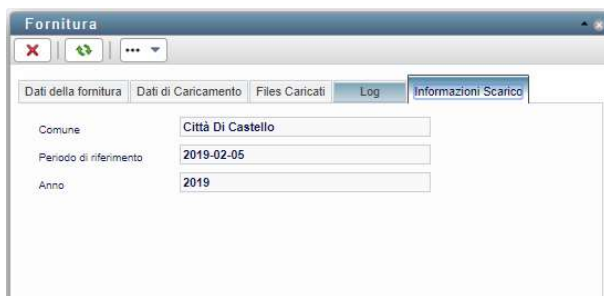 Fornitura
Dati della fornitura Dati di Caricamento Files Caricati Log Informazioni Scarico
Comune Città Di Castello
Periodo di riferimento 2019-02-05
Anno 2019